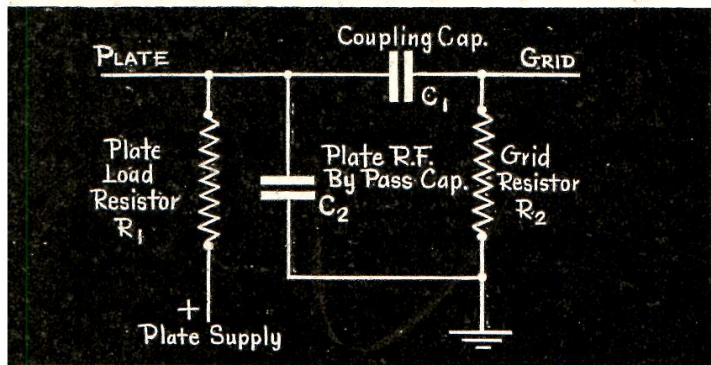 Coupling Cap.
PLATE
GRID
C1
Plate
Load
Resistor
R1
Plate R.F.
By Pass Cap.
C2
Grid
Resistor
R2
+
Plate Supply